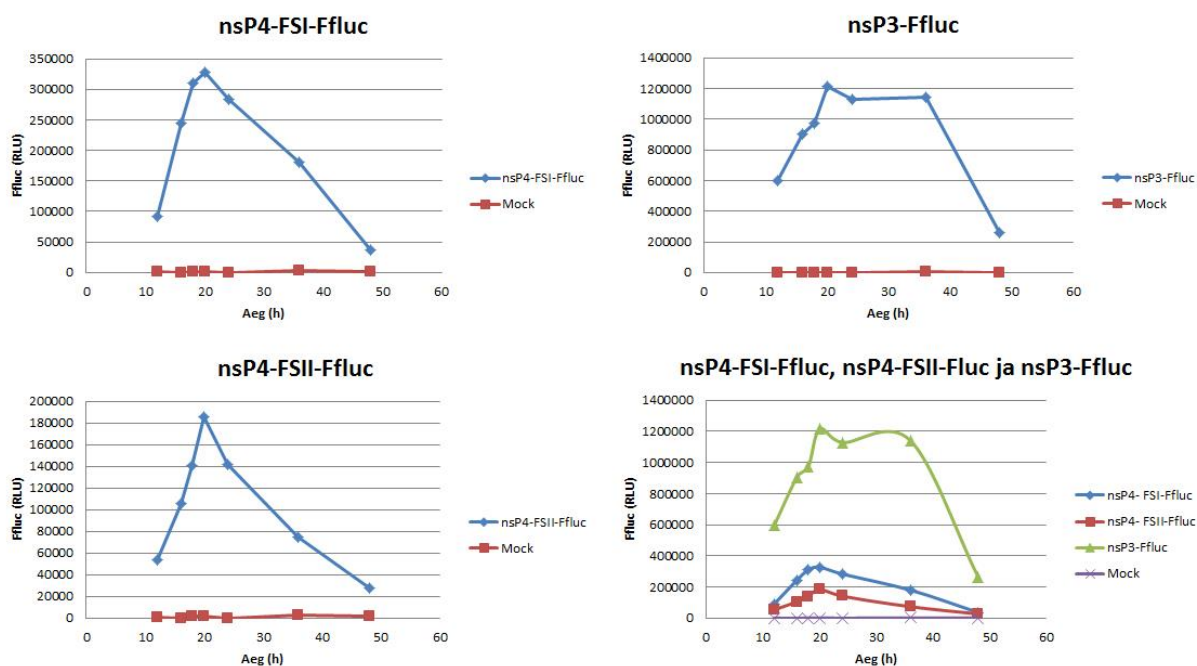 nsP4-FSI-Ffluc
Ffluc (RLU)
350000
300000
250000
200000
150000
100000
50000
0
0 10 20 30 40 50 60
Aeg (h)
nsP4-FSI-Ffluc
Mock
nsP3-Ffluc
Ffluc (RLU)
1400000
1200000
1000000
800000
600000
400000
200000
0
0 10 20 30 40 50 60
Aeg (h)
nsP3-Ffluc
Mock
nsP4-FSII-Ffluc
Ffluc (RLU)
200000
180000
160000
140000
120000
100000
80000
60000
40000
20000
0
0 10 20 30 40 50 60
Aeg (h)
nsP4-FSII-Ffluc
Mock
nsP4-FSI-Ffluc, nsP4-FSII-Fluc ja nsP3-Ffluc
Ffluc (RLU)
1400000
1200000
1000000
800000
600000
400000
200000
0
0 10 20 30 40 50 60
Aeg (h)
nsP4- FSI-Ffluc
nsP4- FSII-Ffluc
nsP3-Ffluc
Mock